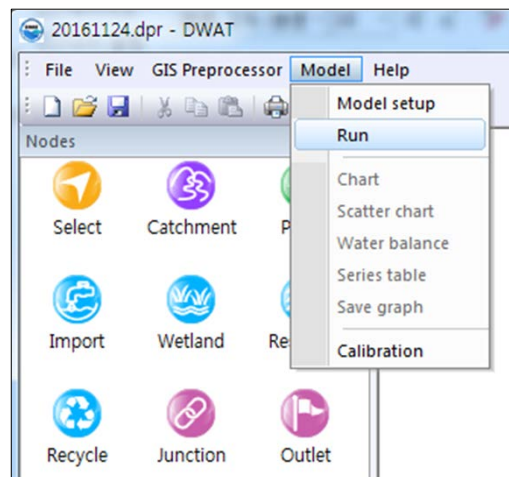 20161124.dpr - DWAT
File View GIS Preprocessor Model Help
Model setup
Run
Nodes
Chart
Scatter chart
Water balance
Series table
Save graph
Calibration
Select Catchment P
Import Wetland Res
Recycle Junction Outlet